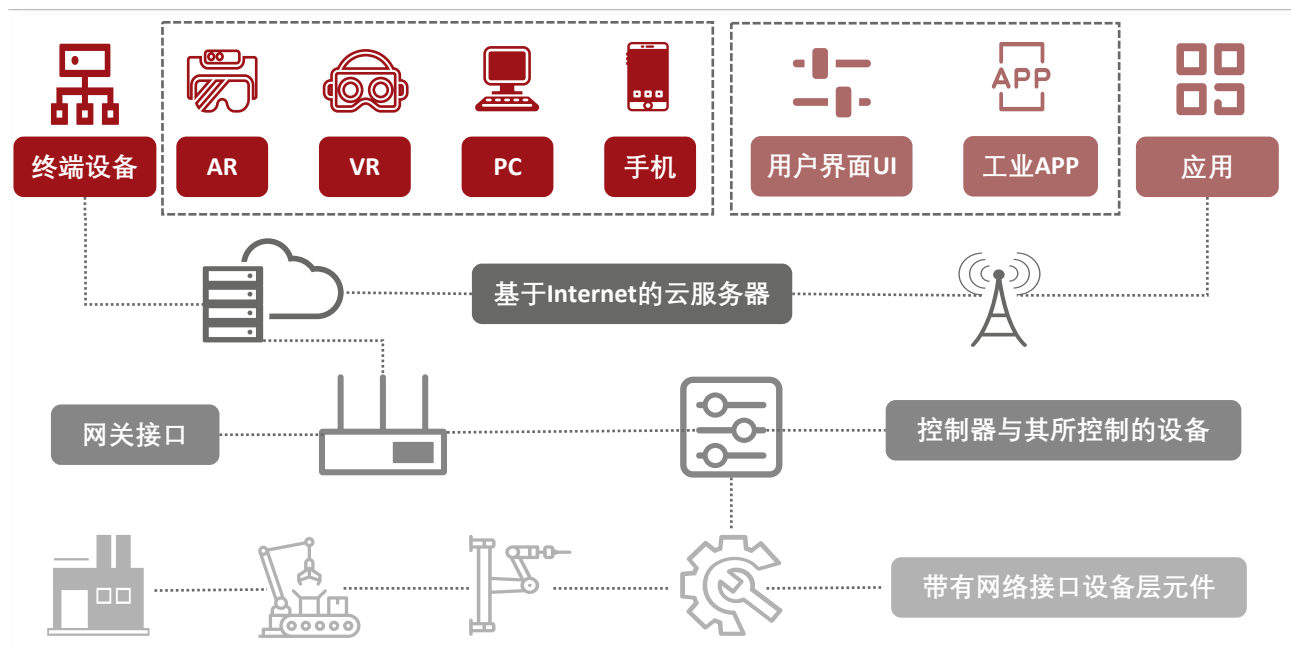 APP
终端设备
AR
VR
PC
手机
用户界面UI
工业APP
应用
基于Internet的云服务器
网关接口
控制器与其所控制的设备
带有网络接口设备层元件